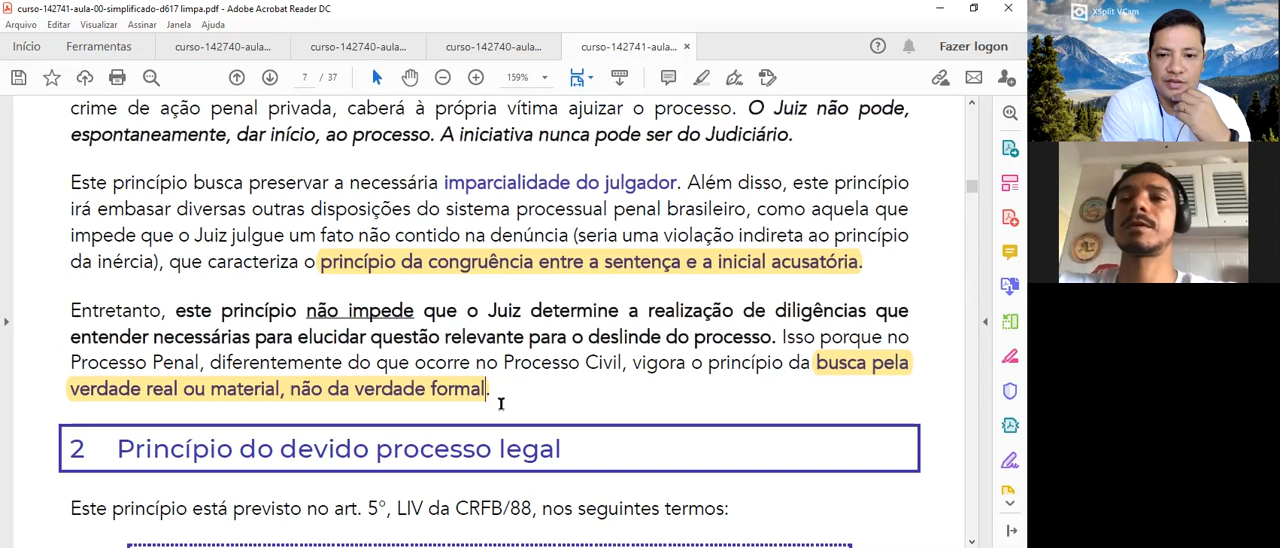 curso-142741-aula-00-simplificado-d617 limpa.pdf - Adobe Acrobat Reader DC
Arquivo Editar Visualizar Assinar Janela Ajuda
Início Ferramentas curso-142740-aula... curso-142740-aula... curso-142740-aula... curso-142741-aula... × Fazer logon
7 / 37 159%
crime de ação penal privada, caberá à própria vítima ajuizar o processo. O Juiz não pode,
espontaneamente, dar início, ao processo. A iniciativa nunca pode ser do Judiciário.
Este princípio busca preservar a necessária imparcialidade do julgador. Além disso, este princípio
irá embasar diversas outras disposições do sistema processual penal brasileiro, como aquela que
impede que o Juiz julgue um fato não contido na denúncia (seria uma violação indireta ao princípio
da inércia), que caracteriza o princípio da congruência entre a sentença e a inicial acusatória.
Entretanto, este princípio não impede que o Juiz determine a realização de diligências que
entender necessárias para elucidar questão relevante para o deslinde do processo. Isso porque no
Processo Penal, diferentemente do que ocorre no Processo Civil, vigora o princípio da busca pela
verdade real ou material, não da verdade formal.
2 Princípio do devido processo legal
Este princípio está previsto no art. 5º, LIV da CRFB/88, nos seguintes termos:
XSplit VCam